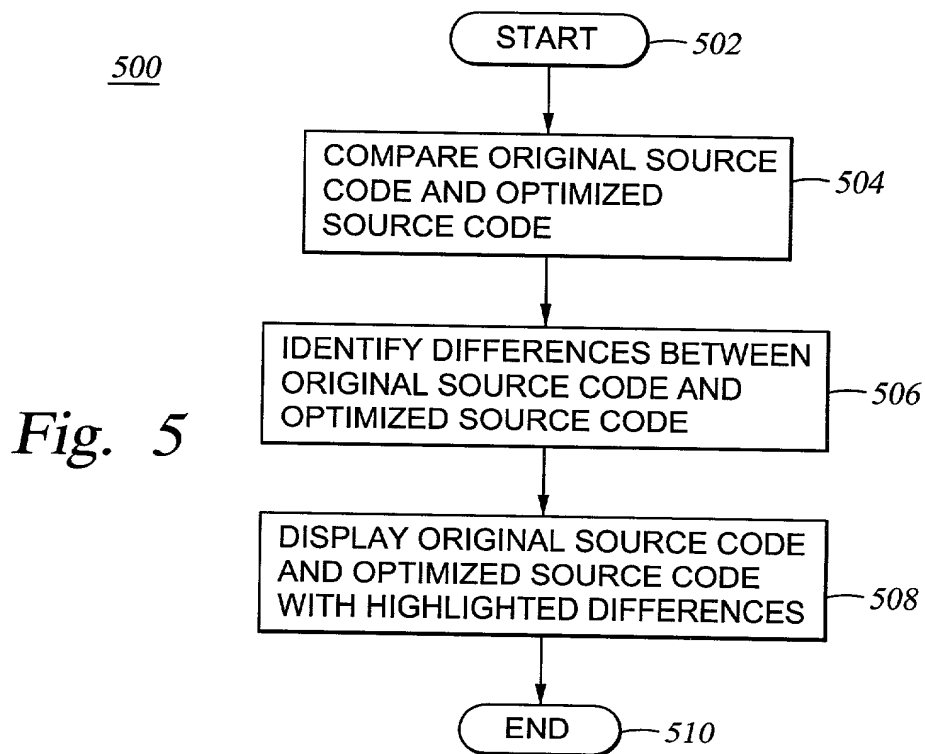 START
502
500
COMPARE ORIGINAL SOURCE
CODE AND OPTIMIZED
SOURCE CODE
504
IDENTIFY DIFFERENCES BETWEEN
ORIGINAL SOURCE CODE AND
OPTIMIZED SOURCE CODE
506
Fig. 5
DISPLAY ORIGINAL SOURCE CODE
AND OPTIMIZED SOURCE CODE
WITH HIGHLIGHTED DIFFERENCES
508
END
510